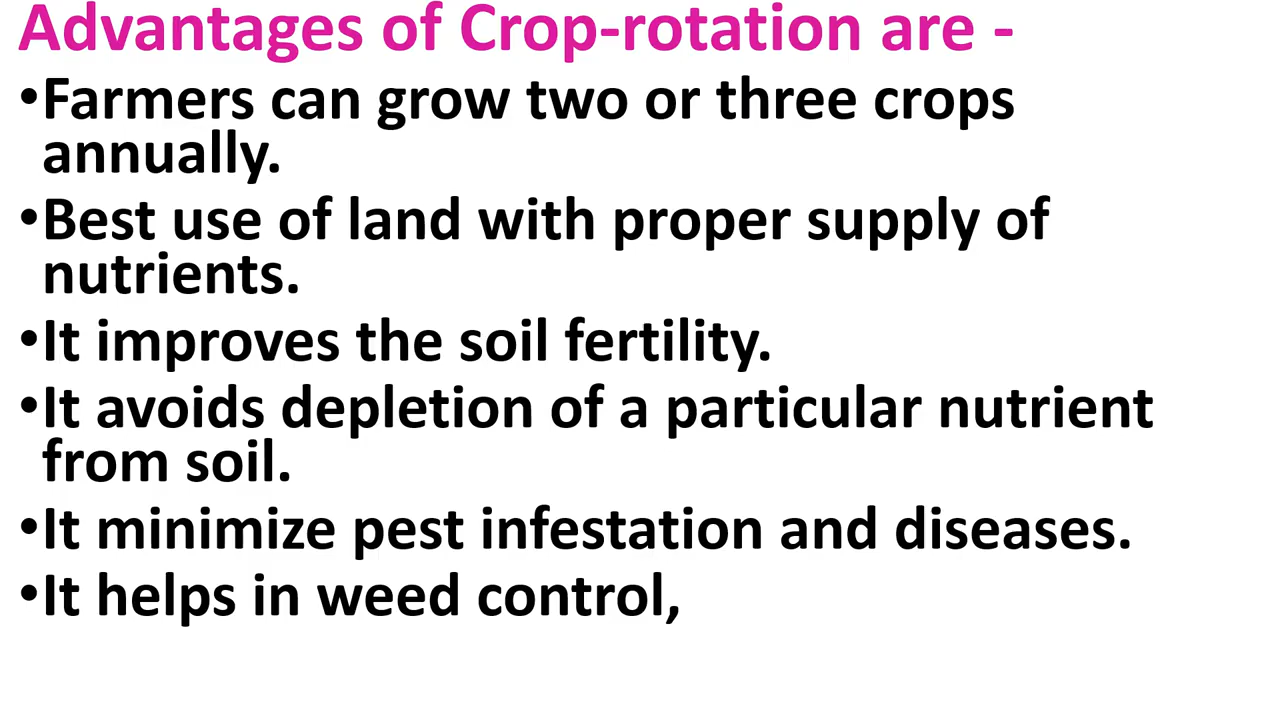 Advantages of Crop-rotation are -
•Farmers can grow two or three crops
annually.
•Best use of land with proper supply of
nutrients.
•It improves the soil fertility.
•It avoids depletion of a particular nutrient
from soil.
•It minimize pest infestation and diseases.
•It helps in weed control,